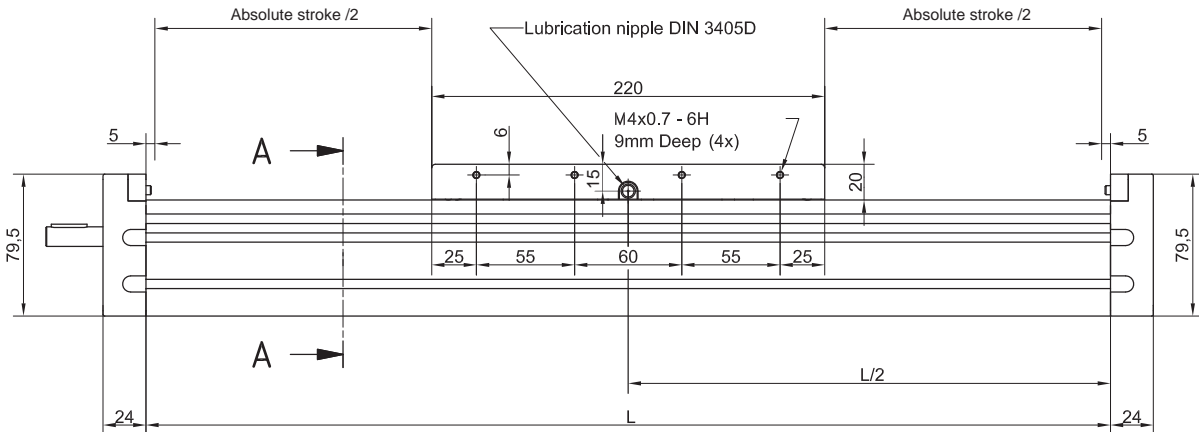 Absolute stroke /2
Absolute stroke /2
Lubrication nipple DIN 3405D
220
M4x0.7 - 6H
9mm Deep (4x)
5
6
5
A
15
20
79,5
79,5
25
55
60
55
25
A
L/2
24
L
24